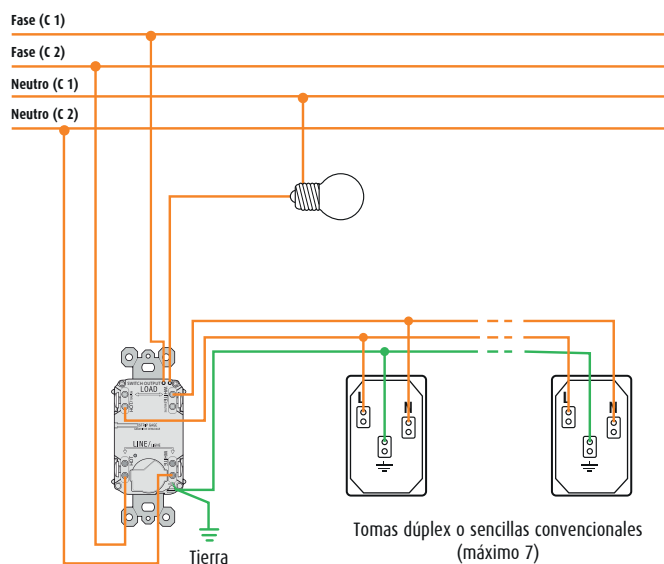 Fase (C 1)
Fase (C 2)
Neutro (C 1)
Neutro (C 2)
SWITCH OUTPUT
LOAD
LINE/
L
N
L
N
Tierra
Tomas dúplex o sencillas convencionales
(máximo 7)